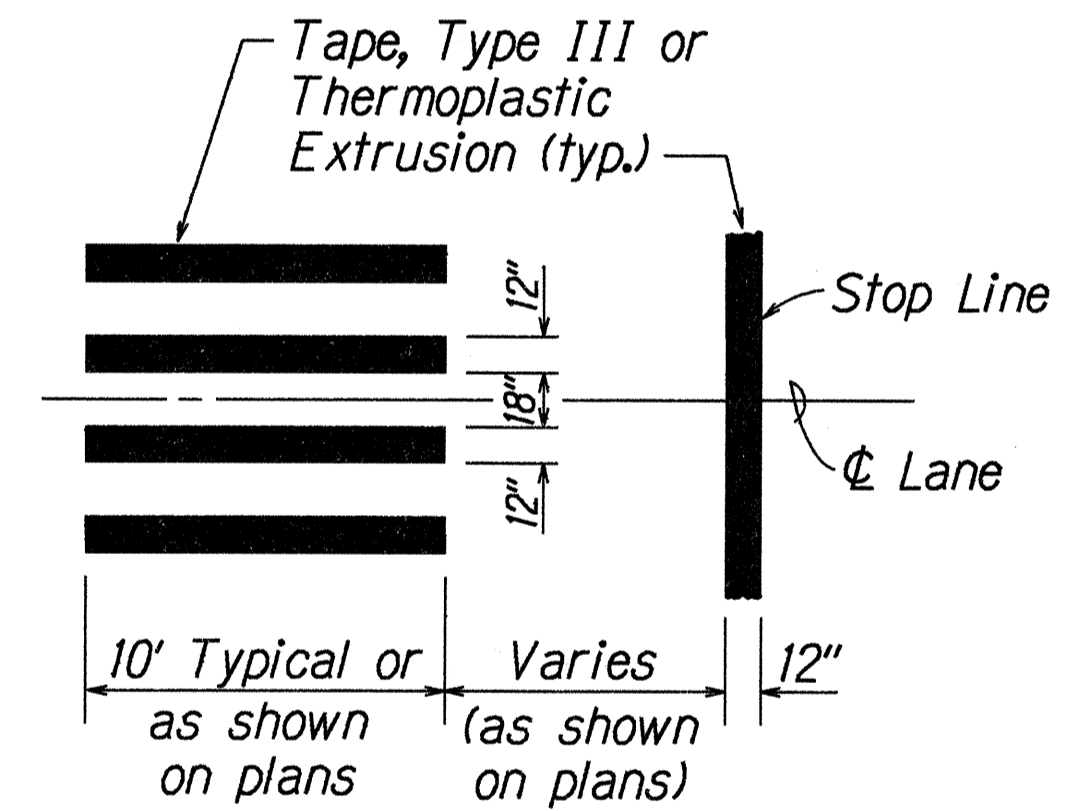 Tape, Type III or
Thermoplastic
Extrusion (typ.)
12"
Stop Line
18"
℄ Lane
12"
10' Typical or
as shown
on plans
Varies
(as shown
on plans)
12"